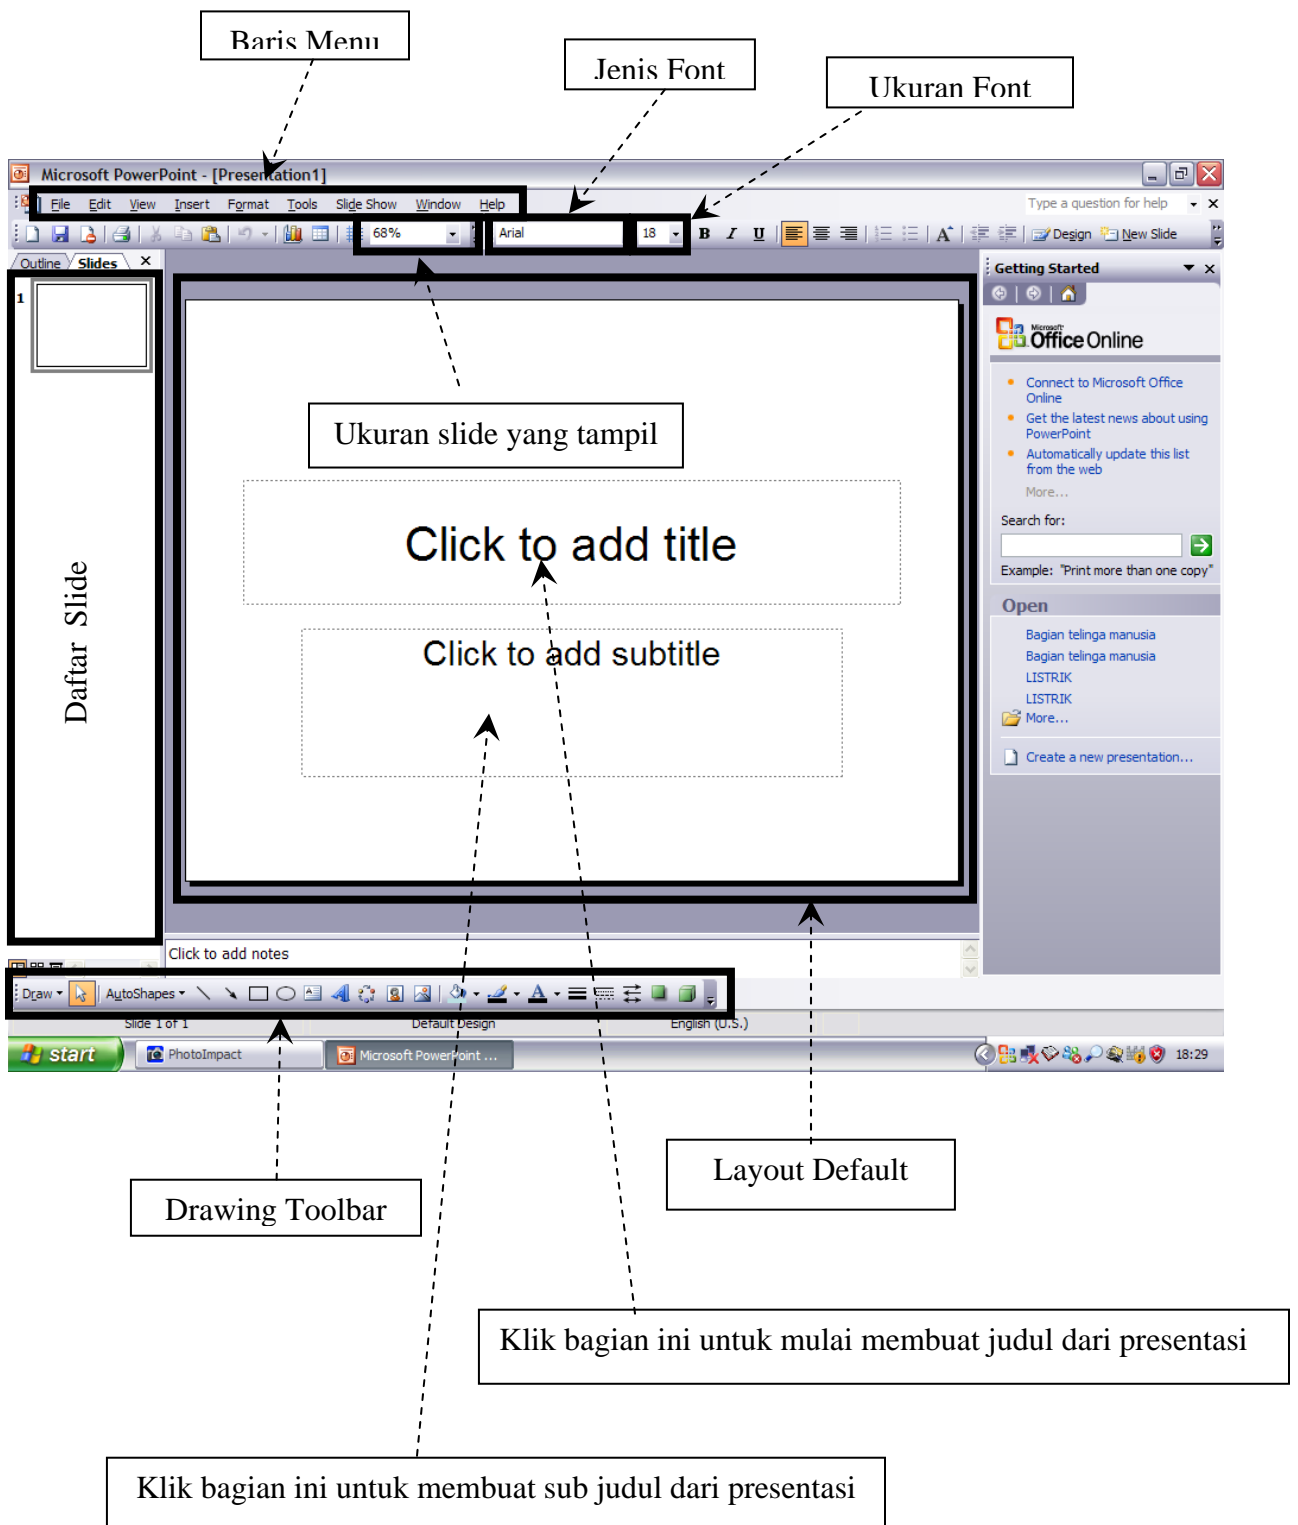 Baris Menu
Jenis Font
Ukuran Font
Microsoft PowerPoint - [Presentation1]
File Edit View Insert Format Tools Slide Show Window Help
Type a question for help
68%
Arial
18
B I U
A
Design New Slide
Outline Slides
Getting Started
1
Microsoft
Office Online
Connect to Microsoft Office
Online
Get the latest news about using
PowerPoint
Automatically update this list
from the web
More...
Search for:
Example: "Print more than one copy"
Open
Bagian telinga manusia
Bagian telinga manusia
LISTRIK
LISTRIK
More...
Create a new presentation...
Ukuran slide yang tampil
Click to add title
Click to add subtitle
Daftar Slide
Click to add notes
Draw AutoShapes
Slide 1 of 1 Default Design English (U.S.)
start PhotoImpact Microsoft PowerPoint ... 18:29
Layout Default
Drawing Toolbar
Klik bagian ini untuk mulai membuat judul dari presentasi
Klik bagian ini untuk membuat sub judul dari presentasi